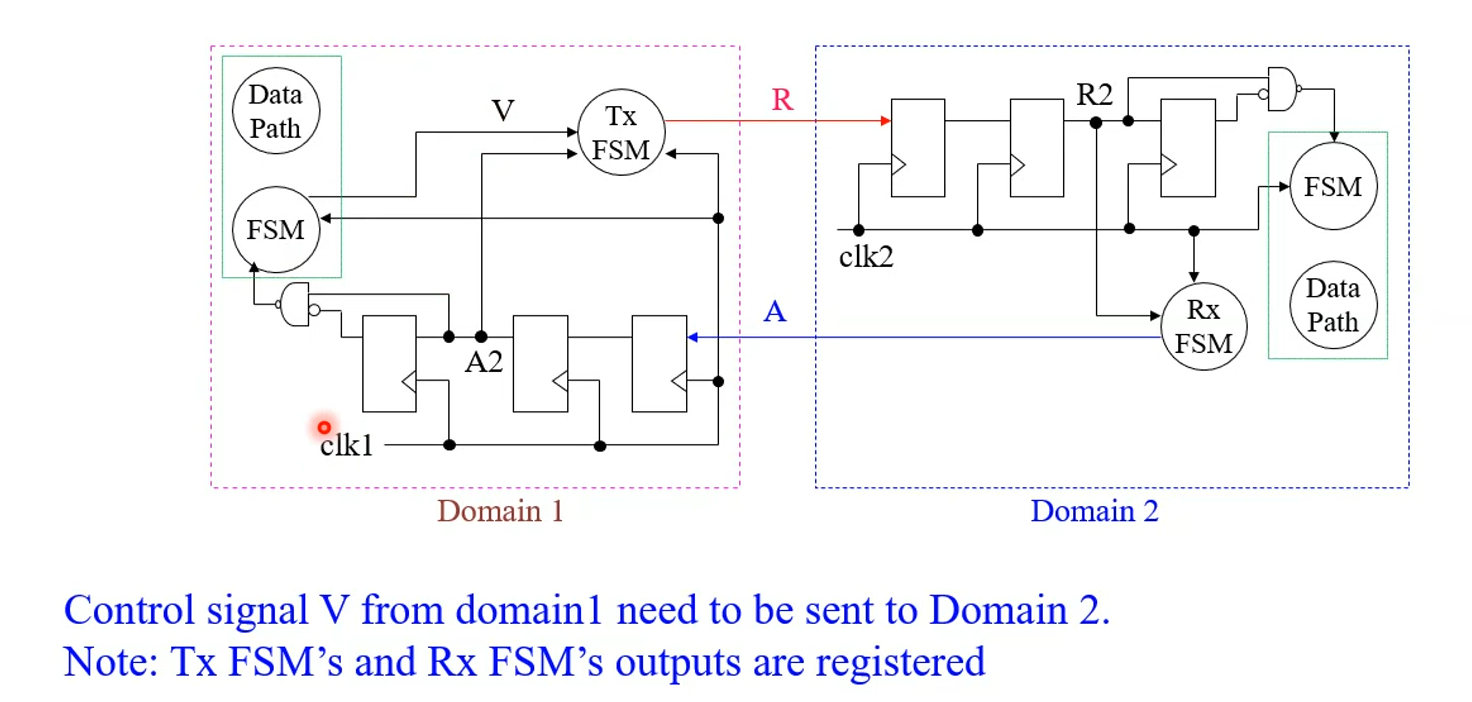 Data
Path
V
Tx
FSM
R
R2
FSM
FSM
clk2
A
Data
Path
Rx
FSM
A2
clk1
Domain 1
Domain 2
Control signal V from domain1 need to be sent to Domain 2.
Note: Tx FSM’s and Rx FSM’s outputs are registered